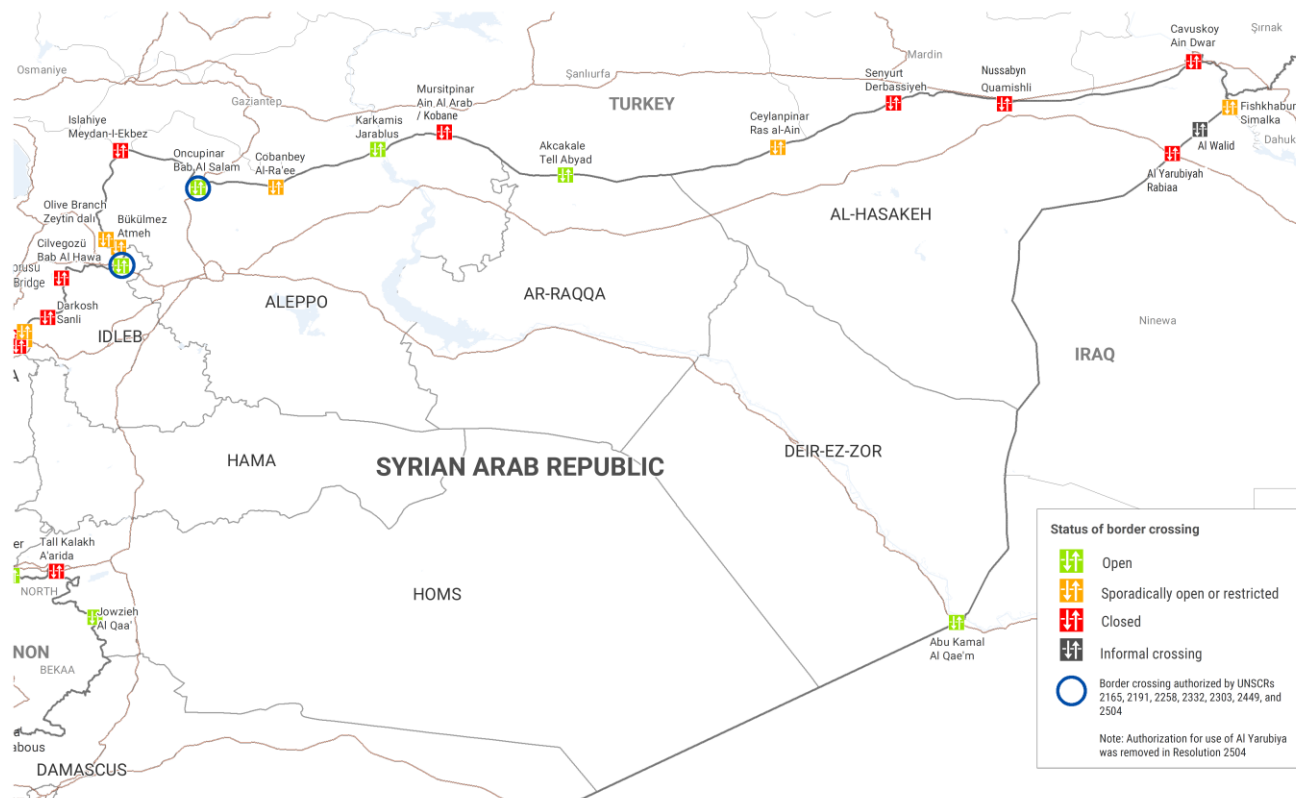 Cavuskoy
Ain Dwar
Şırnak
Osmaniye
Mardin
Şanlıurfa
Gaziantep
TURKEY
Senyurt
Derbassiyeh
Nussabyn
Quamishli
Mursitpinar
Ain Al Arab
/ Kobane
Islahiye
Meydan-I-Ekbez
Karkamis
Jarablus
Ceylanpinar
Ras al-Ain
Fishkhabur
Simalka
Dahuk
Al Walid
Oncupinar
Bab Al Salam
Cobanbey
Al-Ra'ee
Akcakale
Tell Abyad
Al Yarubiyah
Rabiaa
Olive Branch
Zeytin dalı
Bükülmez
Atmeh
Cilvegozü
Bab Al Hawa
AL-HASAKEH
Bridge
Darkosh
Sanli
IDLEB
ALEPPO
AR-RAQQA
Ninewa
IRAQ
HAMA
SYRIAN ARAB REPUBLIC
DEIR-EZ-ZOR
er
Tall Kalakh
A'arida
NORTH
Jowzieh
Al Qaa'
HOMS
NON
BEKAA
Abu Kamal
Al Qae'm
abous
DAMASCUS
Status of border crossing
Open
Sporadically open or restricted
Closed
Informal crossing
Border crossing authorized by UNSCRs
2165, 2191, 2258, 2332, 2303, 2449, and
2504
Note: Authorization for use of Al Yarubiya
was removed in Resolution 2504